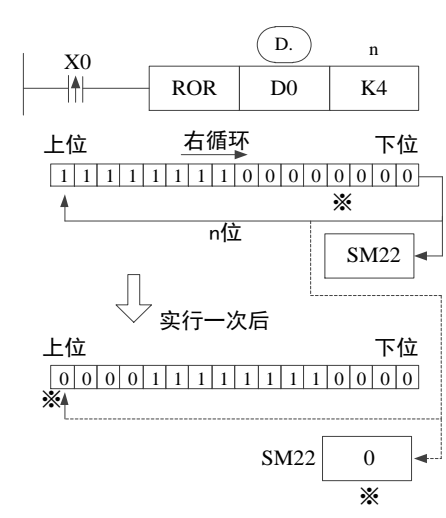 D. n
X0
ROR D0 K4
上位 右循环 下位
1 1 1 1 1 1 1 1 0 0 0 0 0 0 0 0
※
n位
SM22
实行一次后
上位 下位
0 0 0 0 1 1 1 1 1 1 1 1 0 0 0 0
※
SM22 0
※